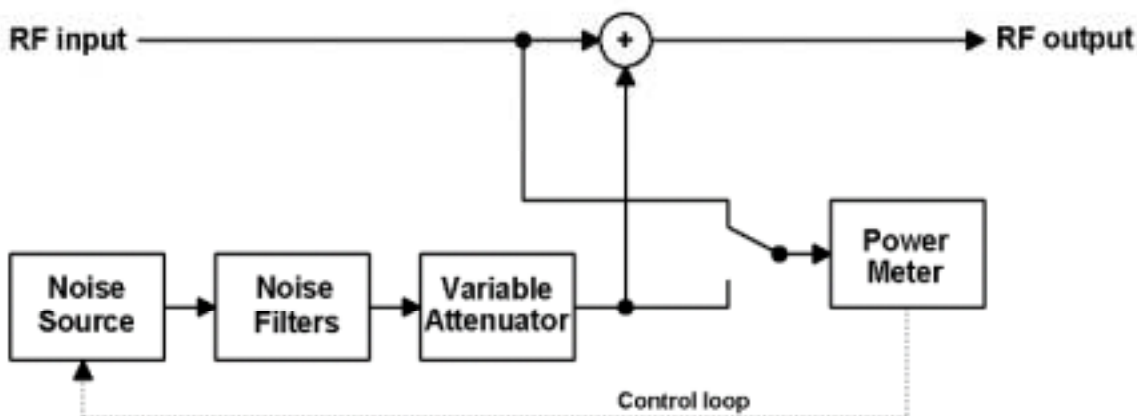 RF input
+
RF output
Power
Meter
Noise
Source
Noise
Filters
Variable
Attenuator
Control loop